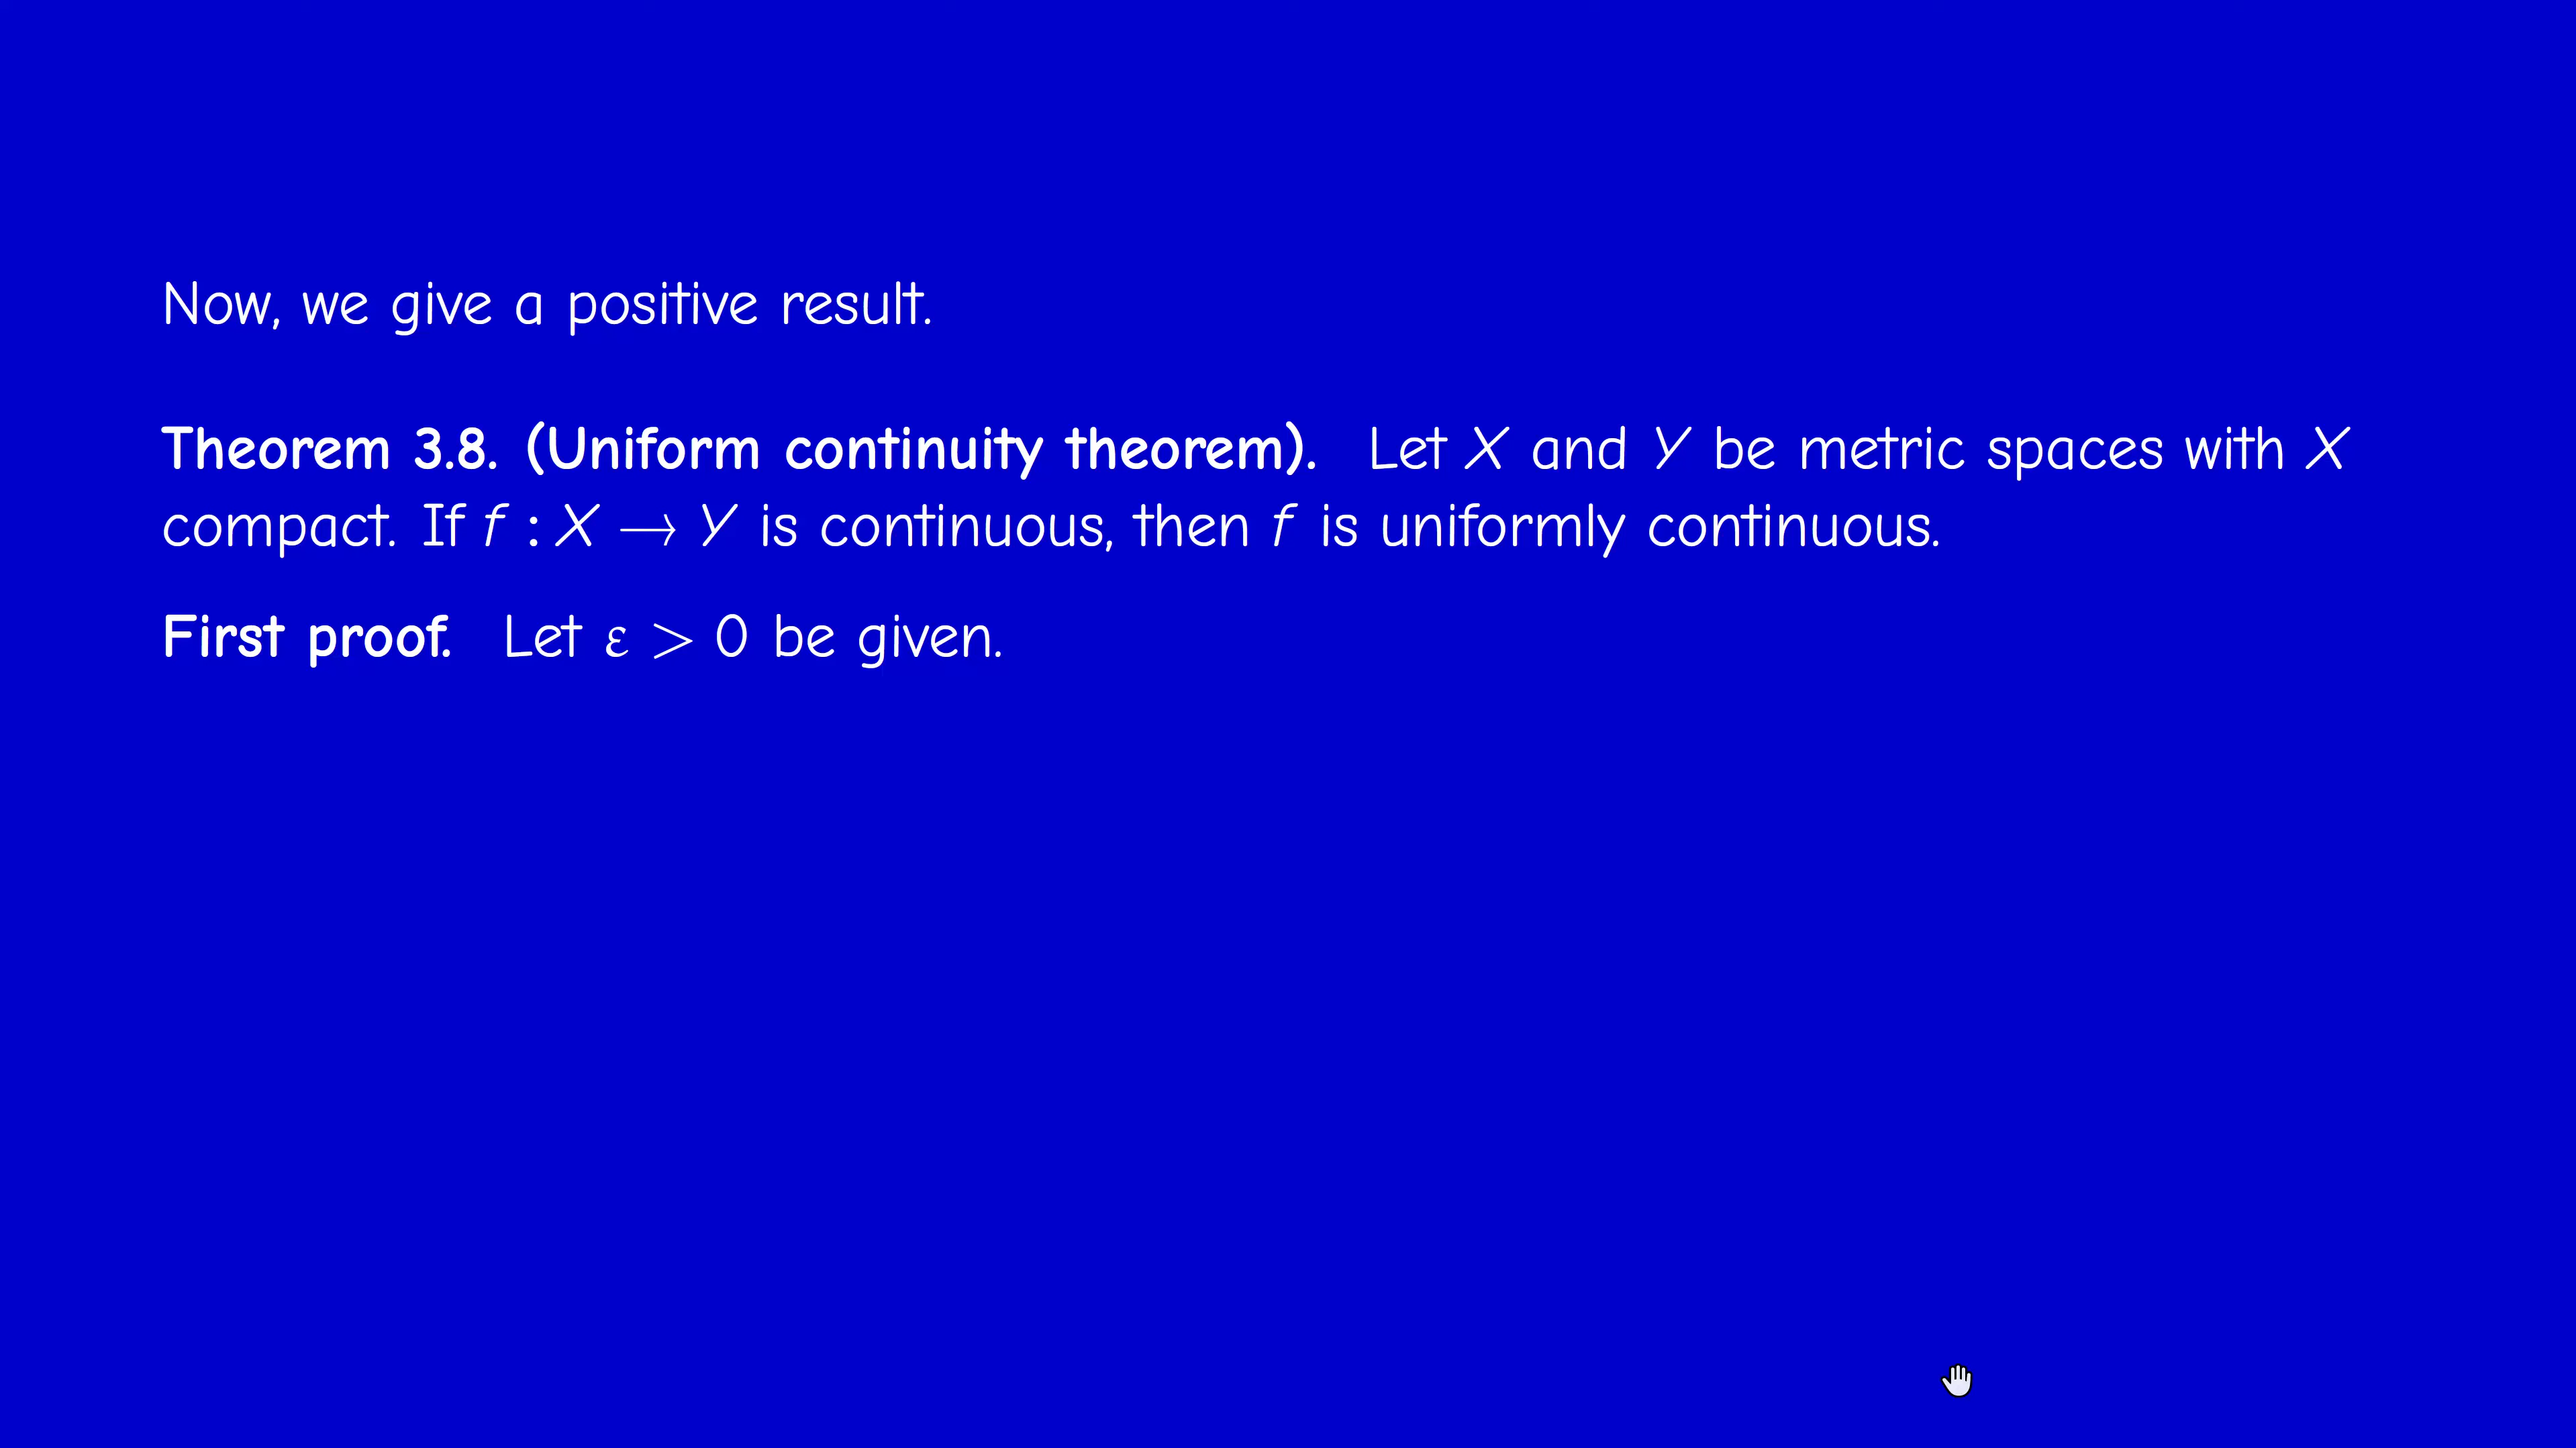 Now, we give a positive result.
Theorem 3.8. (Uniform continuity theorem). Let X and Y be metric spaces with X
compact. If f : X → Y is continuous, then f is uniformly continuous.
First proof. Let ε > 0 be given.